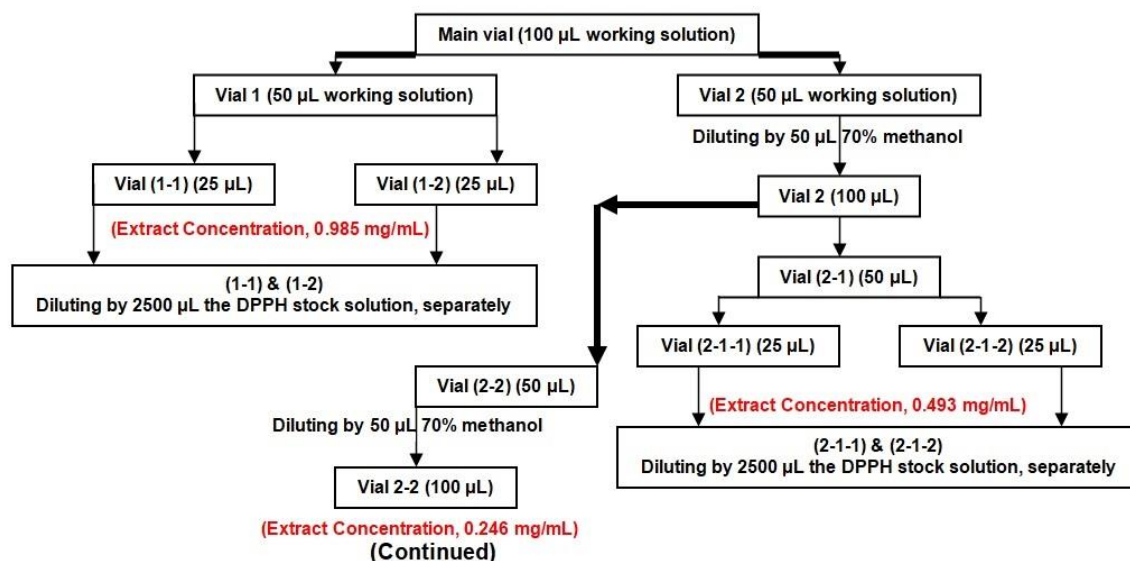 Main vial (100 µL working solution)
Vial 1 (50 µL working solution)
Vial 2 (50 µL working solution)
Diluting by 50 µL 70% methanol
Vial (1-1) (25 µL)
Vial (1-2) (25 µL)
Vial 2 (100 µL)
(Extract Concentration, 0.985 mg/mL)
(1-1) & (1-2)
Diluting by 2500 µL the DPPH stock solution, separately
Vial (2-1) (50 µL)
Vial (2-1-1) (25 µL)
Vial (2-1-2) (25 µL)
Vial (2-2) (50 µL)
(Extract Concentration, 0.493 mg/mL)
Diluting by 50 µL 70% methanol
(2-1-1) & (2-1-2)
Diluting by 2500 µL the DPPH stock solution, separately
Vial 2-2 (100 µL)
(Extract Concentration, 0.246 mg/mL)
(Continued)